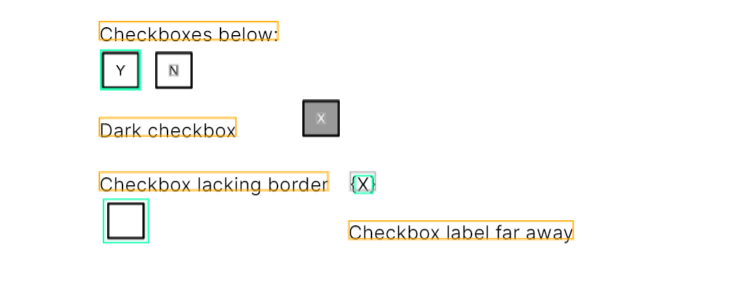 Checkboxes below:
Y N
Dark checkbox X
Checkbox lacking border {X}
Checkbox label far away